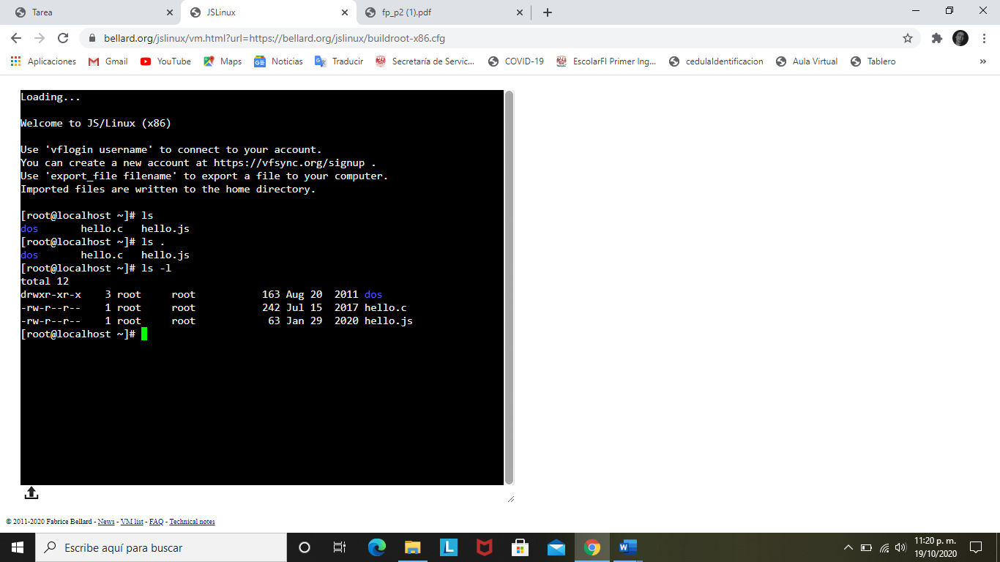 Tarea
JSLinux
fp_p2 (1).pdf
bellard.org/jslinux/vm.html?url=https://bellard.org/jslinux/buildroot-x86.cfg
Aplicaciones Gmail YouTube Maps Noticias Traducir Secretaría de Servic... COVID-19 EscolarFI Primer Ing... cedulaIdentificacion Aula Virtual Tablero »
Loading...
Welcome to JS/Linux (x86)
Use 'vflogin username' to connect to your account.
You can create a new account at https://vfsync.org/signup .
Use 'export_file filename' to export a file to your computer.
Imported files are written to the home directory.
[root@localhost ~]# ls
dos       hello.c   hello.js
[root@localhost ~]# ls .
dos       hello.c   hello.js
[root@localhost ~]# ls -l
total 12
drwxr-xr-x    3 root     root           163 Aug 20  2011 dos
-rw-r--r--    1 root     root           242 Jul 15  2017 hello.c
-rw-r--r--    1 root     root            63 Jan 29  2020 hello.js
[root@localhost ~]#
© 2011-2020 Fabrice Bellard - News - VM list - FAQ - Technical notes
Escribe aquí para buscar
L
W
11:20 p. m.
19/10/2020